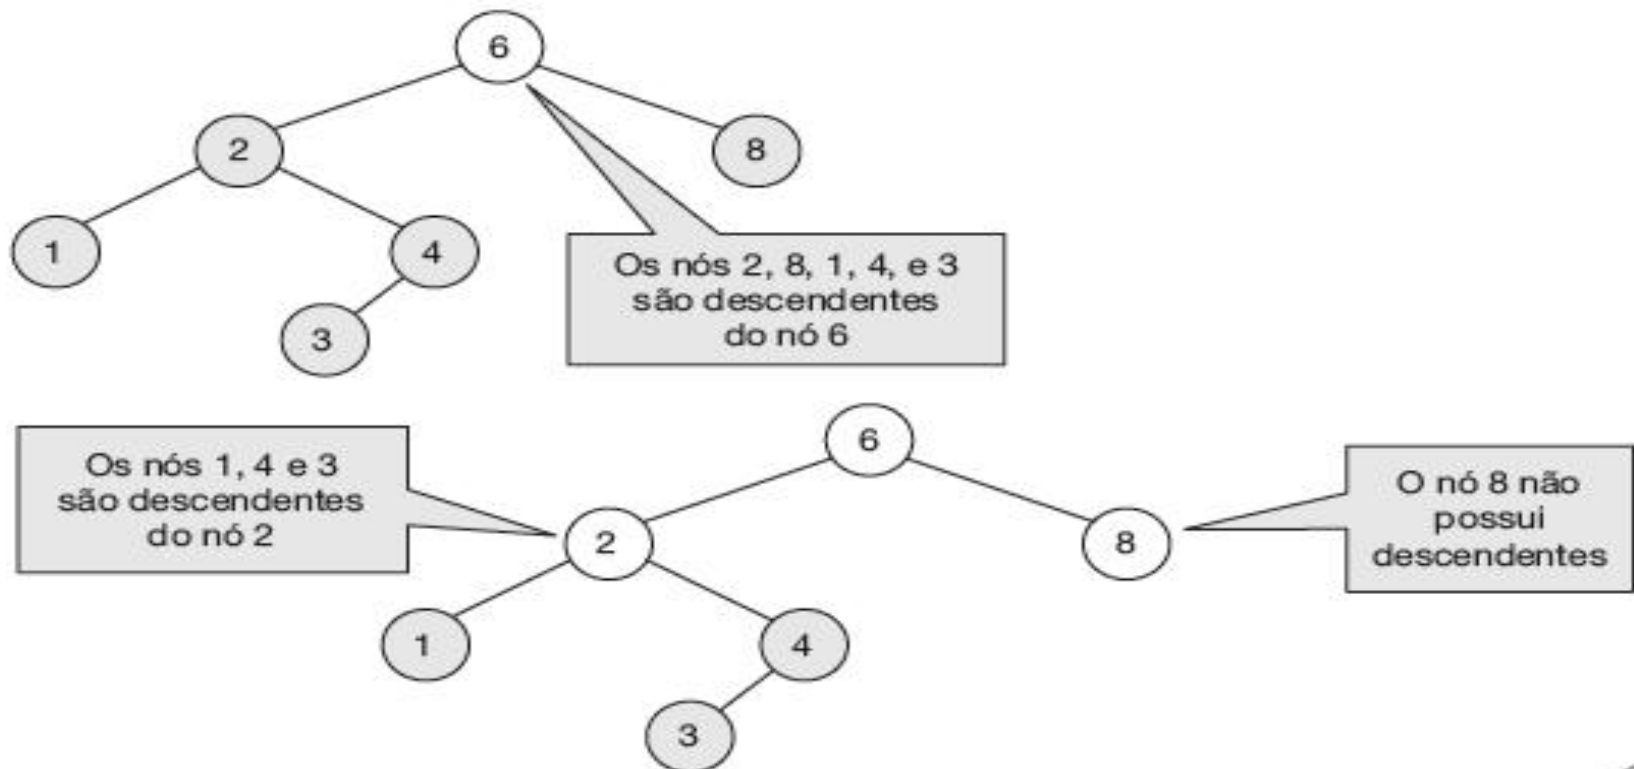 6
2
8
1
4
3
Os nós 2, 8, 1, 4, e 3
são descendentes
do nó 6
Os nós 1, 4 e 3
são descendentes
do nó 2
6
2
8
1
4
3
O nó 8 não
possui
descendentes